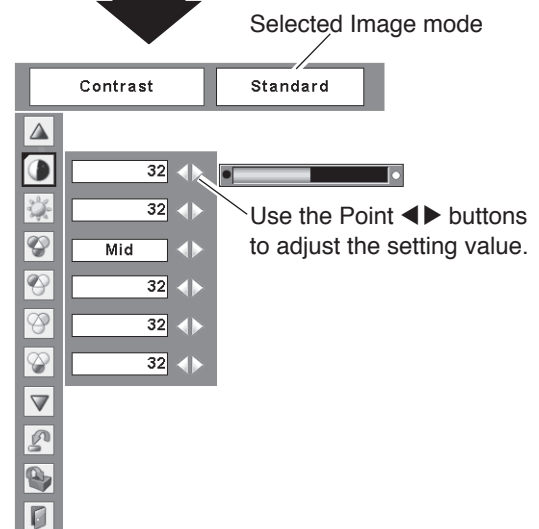 Selected Image mode
Contrast Standard
32
32
Use the Point ◀▶ buttons
to adjust the setting value.
Mid
32
32
32